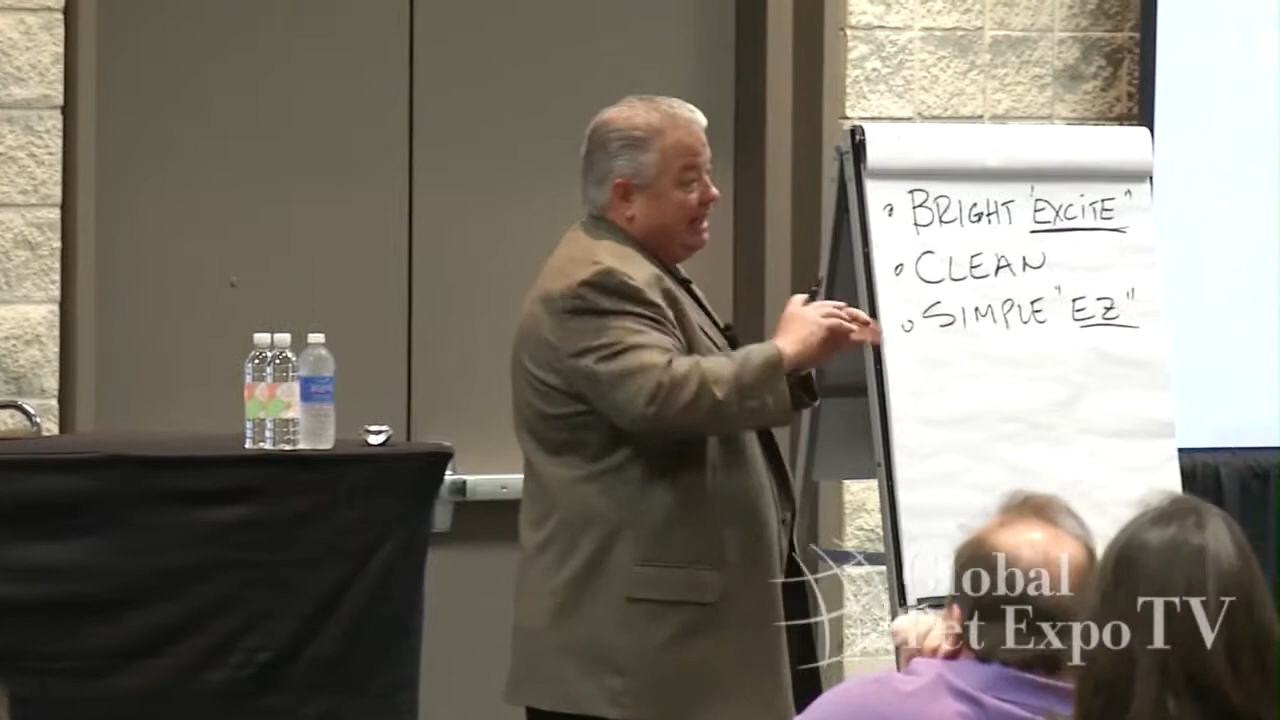 • BRIGHT "EXCITE"
• CLEAN
• SIMPLE "EZ"
Global
Pet Expo TV